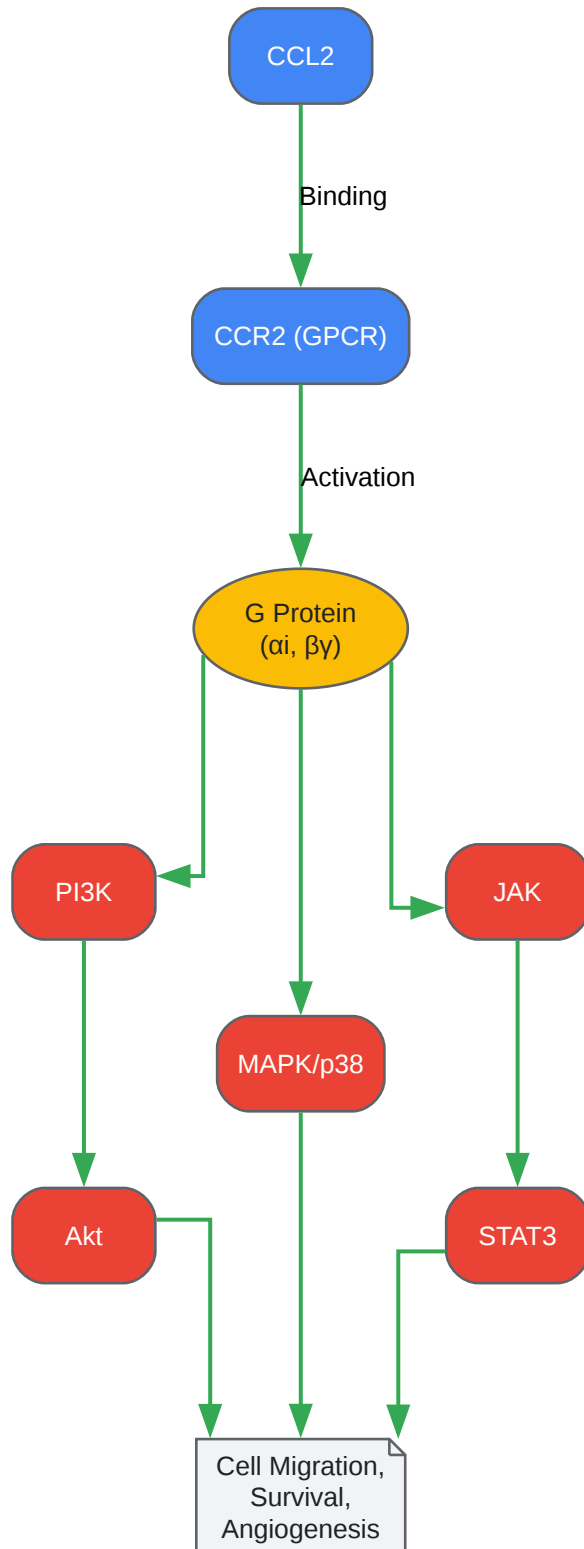 CCL2
Binding
CCR2 (GPCR)
Activation
G Protein
(αi, βγ)
PI3K
JAK
MAPK/p38
Akt
STAT3
Cell Migration,
Survival,
Angiogenesis